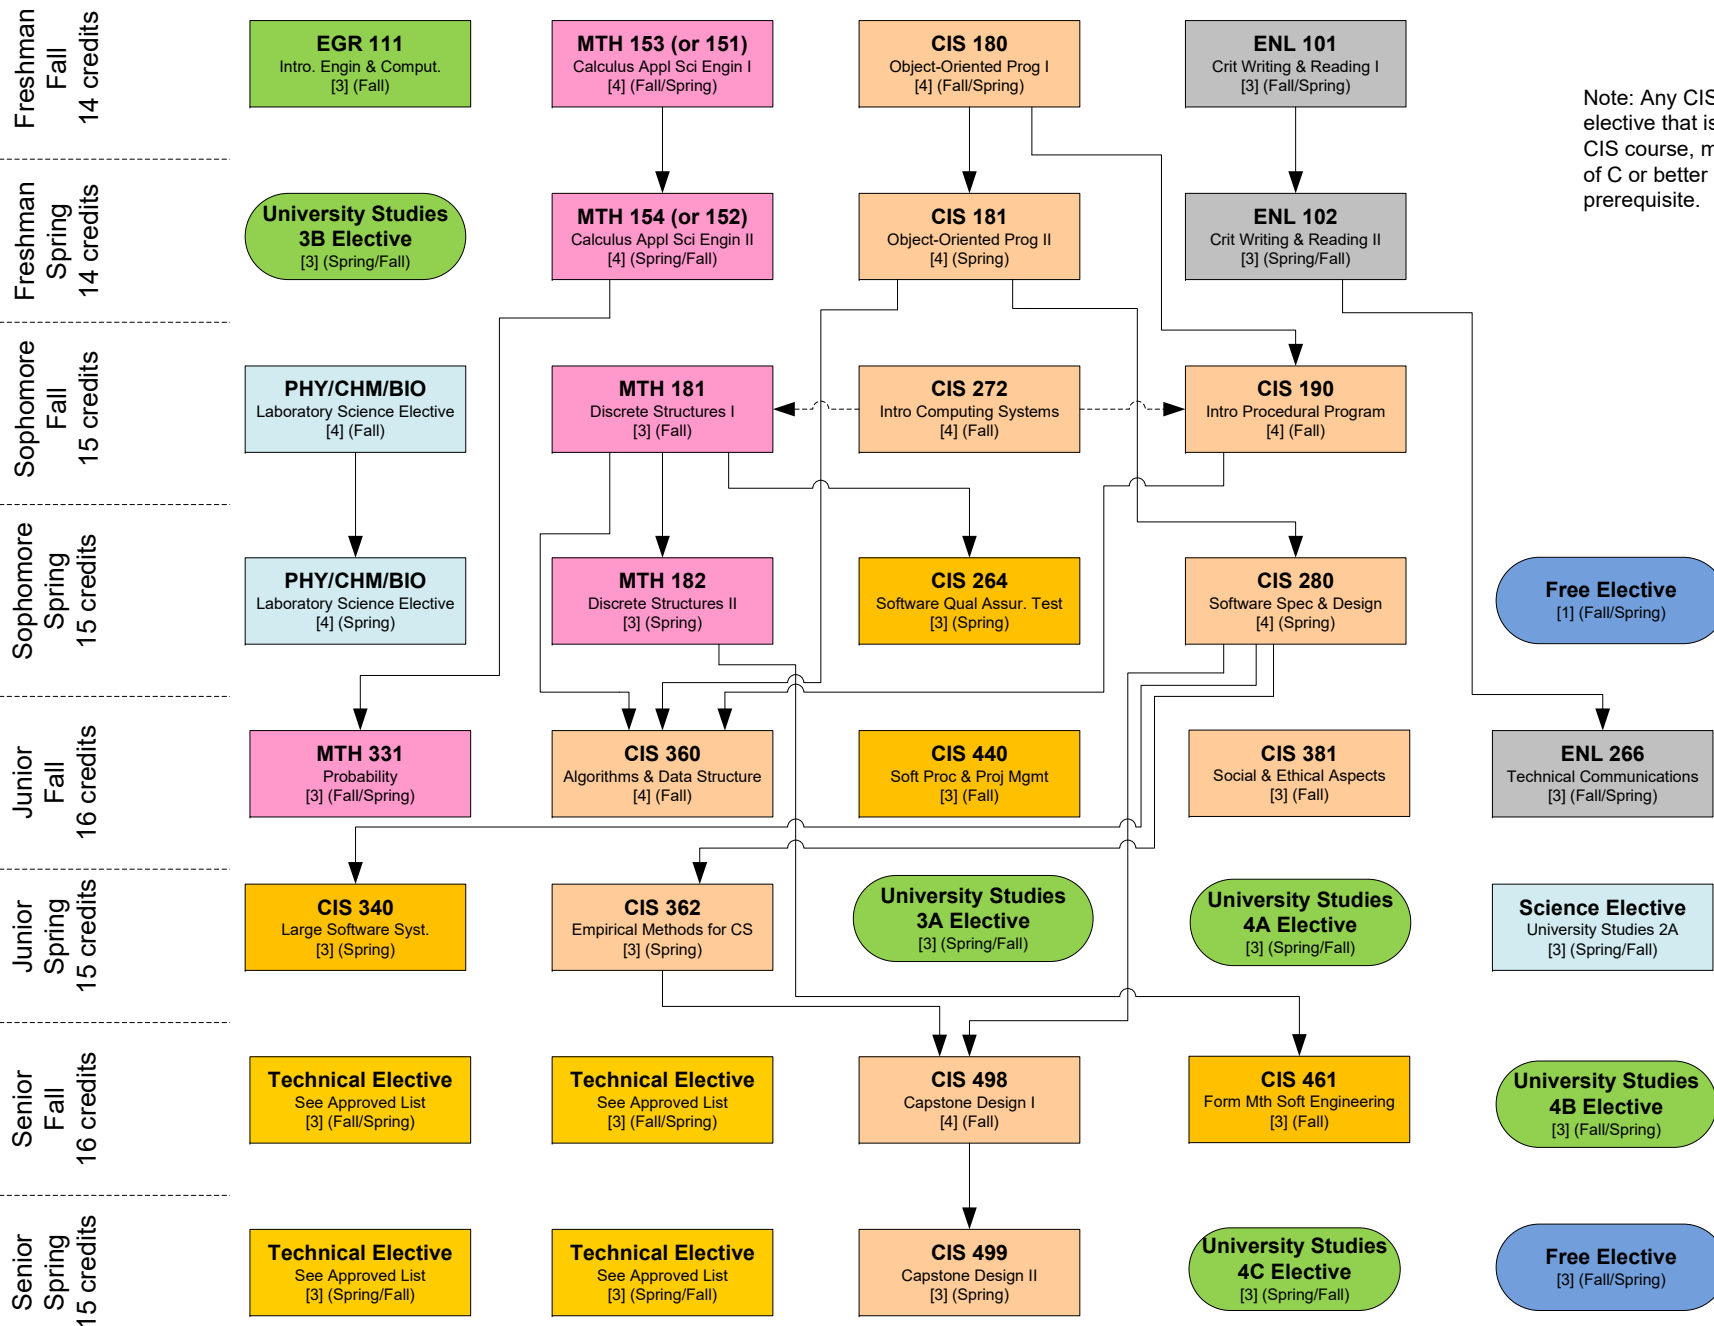 Freshman
Fall
14 credits
EGR 111
Intro. Engin & Comput.
[3] (Fall)
MTH 153 (or 151)
Calculus Appl Sci Engin I
[4] (Fall/Spring)
CIS 180
Object-Oriented Prog I
[4] (Fall/Spring)
ENL 101
Crit Writing & Reading I
[3] (Fall/Spring)
Note: Any CIS
elective that is
CIS course, m
of C or better
prerequisite.
Freshman
Spring
14 credits
University Studies
3B Elective
[3] (Spring/Fall)
MTH 154 (or 152)
Calculus Appl Sci Engin II
[4] (Spring/Fall)
CIS 181
Object-Oriented Prog II
[4] (Spring)
ENL 102
Crit Writing & Reading II
[3] (Spring/Fall)
Sophomore
Fall
15 credits
PHY/CHM/BIO
Laboratory Science Elective
[4] (Fall)
MTH 181
Discrete Structures I
[3] (Fall)
CIS 272
Intro Computing Systems
[4] (Fall)
CIS 190
Intro Procedural Program
[4] (Fall)
Sophomore
Spring
15 credits
PHY/CHM/BIO
Laboratory Science Elective
[4] (Spring)
MTH 182
Discrete Structures II
[3] (Spring)
CIS 264
Software Qual Assur. Test
[3] (Spring)
CIS 280
Software Spec & Design
[4] (Spring)
Free Elective
[1] (Fall/Spring)
Junior
Fall
16 credits
MTH 331
Probability
[3] (Fall/Spring)
CIS 360
Algorithms & Data Structure
[4] (Fall)
CIS 440
Soft Proc & Proj Mgmt
[3] (Fall)
CIS 381
Social & Ethical Aspects
[3] (Fall)
ENL 266
Technical Communications
[3] (Fall/Spring)
Junior
Spring
15 credits
CIS 340
Large Software Syst.
[3] (Spring)
CIS 362
Empirical Methods for CS
[3] (Spring)
University Studies
3A Elective
[3] (Spring/Fall)
University Studies
4A Elective
[3] (Spring/Fall)
Science Elective
University Studies 2A
[3] (Spring/Fall)
Senior
Fall
16 credits
Technical Elective
See Approved List
[3] (Fall/Spring)
Technical Elective
See Approved List
[3] (Fall/Spring)
CIS 498
Capstone Design I
[4] (Fall)
CIS 461
Form Mth Soft Engineering
[3] (Fall)
University Studies
4B Elective
[3] (Fall/Spring)
Senior
Spring
15 credits
Technical Elective
See Approved List
[3] (Spring/Fall)
Technical Elective
See Approved List
[3] (Spring/Fall)
CIS 499
Capstone Design II
[3] (Spring)
University Studies
4C Elective
[3] (Spring/Fall)
Free Elective
[3] (Fall/Spring)